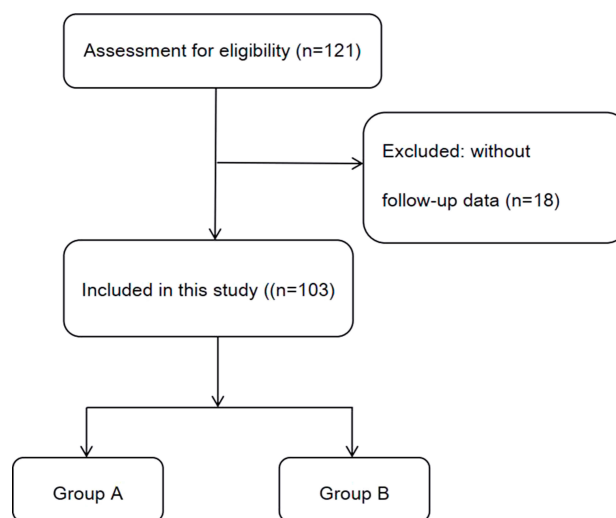 Assessment for eligibility (n=121)
Excluded: without
follow-up data (n=18)
Included in this study ((n=103)
Group A
Group B